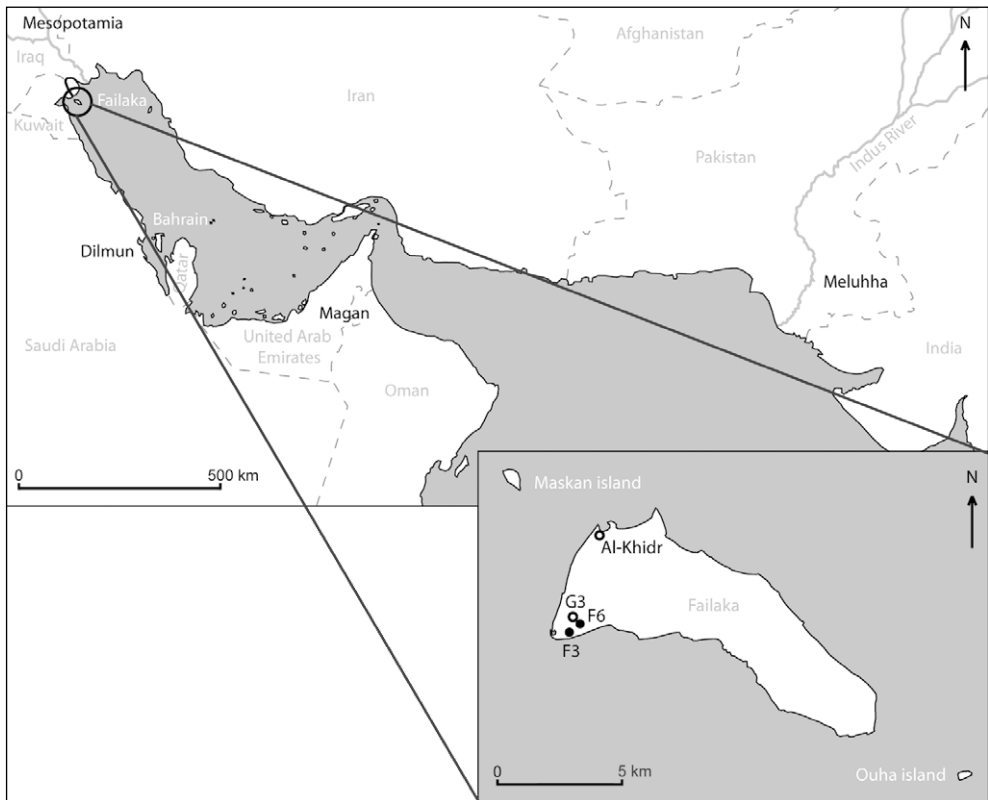 Mesopotamia
Afghanistan
N
Iraq
Iran
Failaka
Kuwait
Indus River
Pakistan
Bahrain
Dilmun
Qatar
Meluhha
Magan
United Arab
Emirates
Saudi Arabia
India
Oman
0 500 km
Maskan island
N
Al-Khidr
G3
F6
Failaka
F3
0 5 km
Ouha island